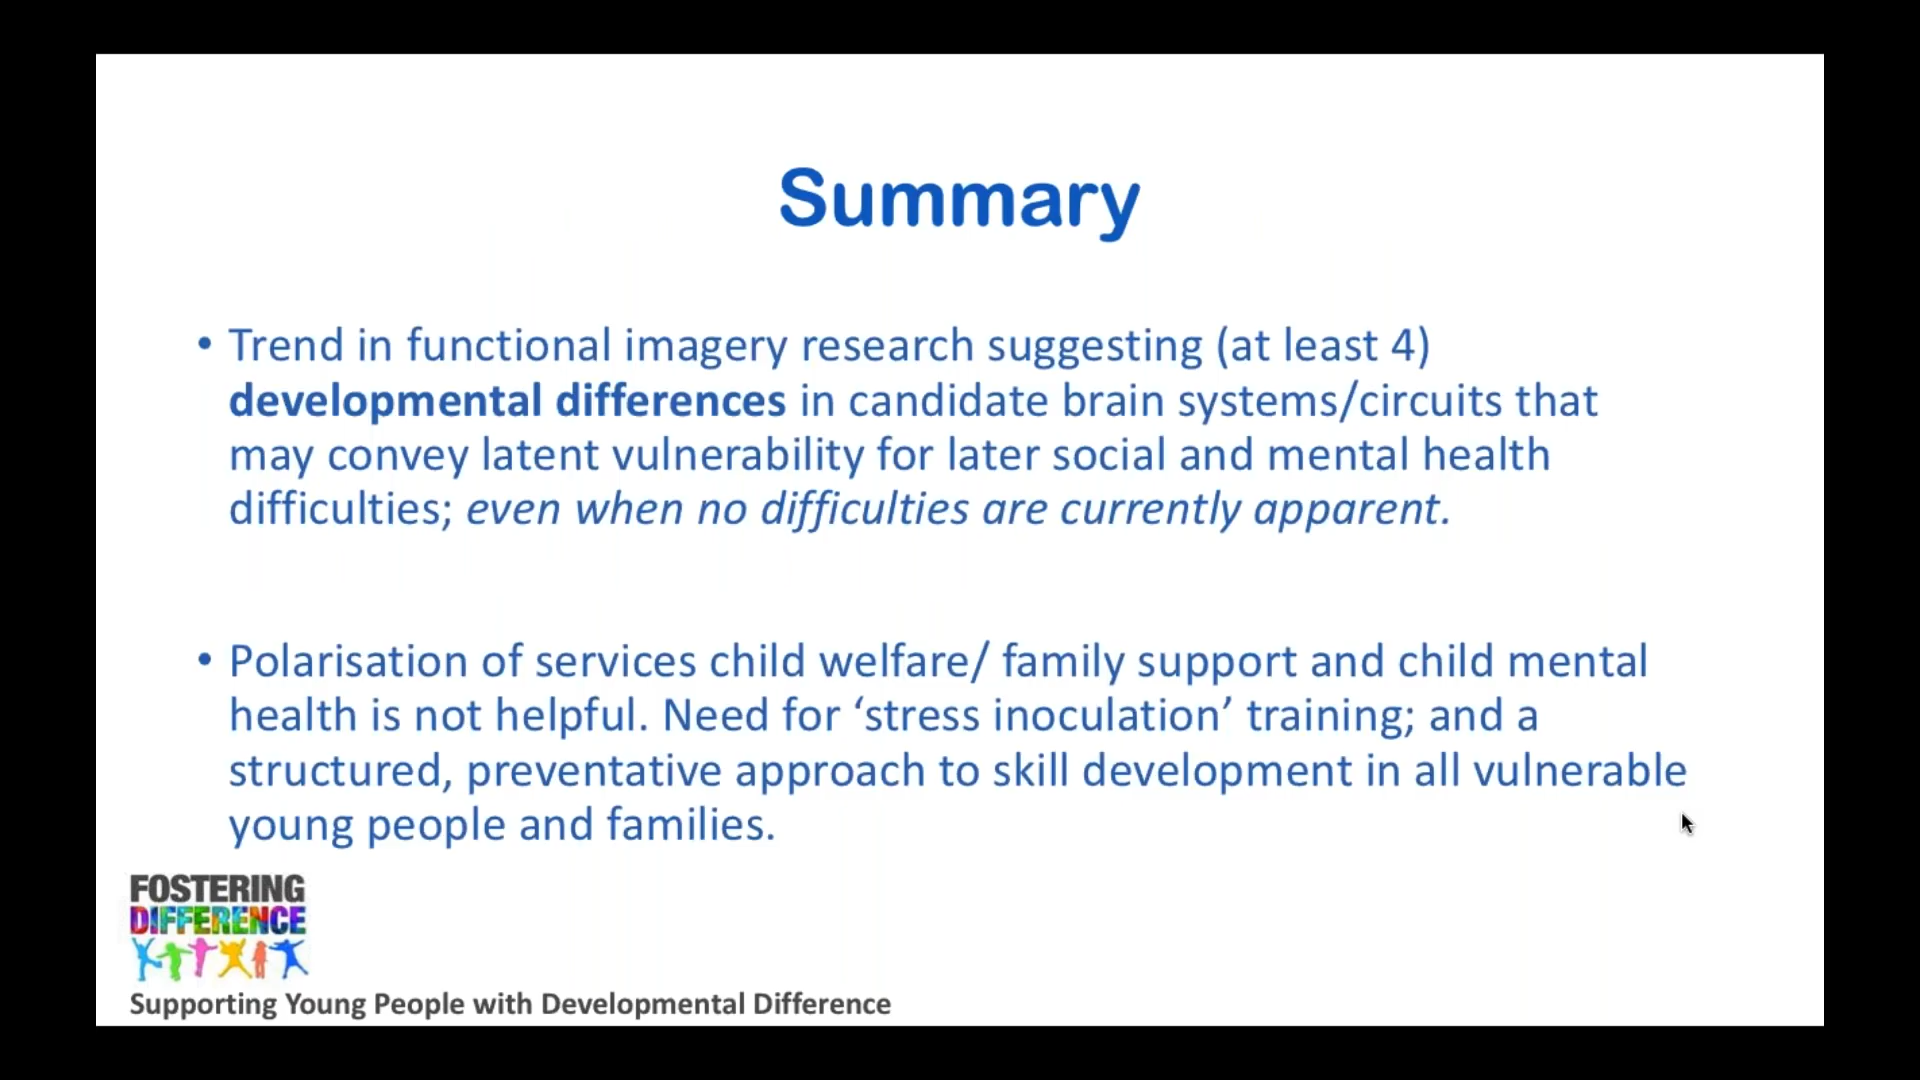 Summary
• Trend in functional imagery research suggesting (at least 4)
developmental differences in candidate brain systems/circuits that
may convey latent vulnerability for later social and mental health
difficulties; even when no difficulties are currently apparent.
• Polarisation of services child welfare/ family support and child mental
health is not helpful. Need for ‘stress inoculation’ training; and a
structured, preventative approach to skill development in all vulnerable
young people and families.
FOSTERING
DIFFERENCE
Supporting Young People with Developmental Difference